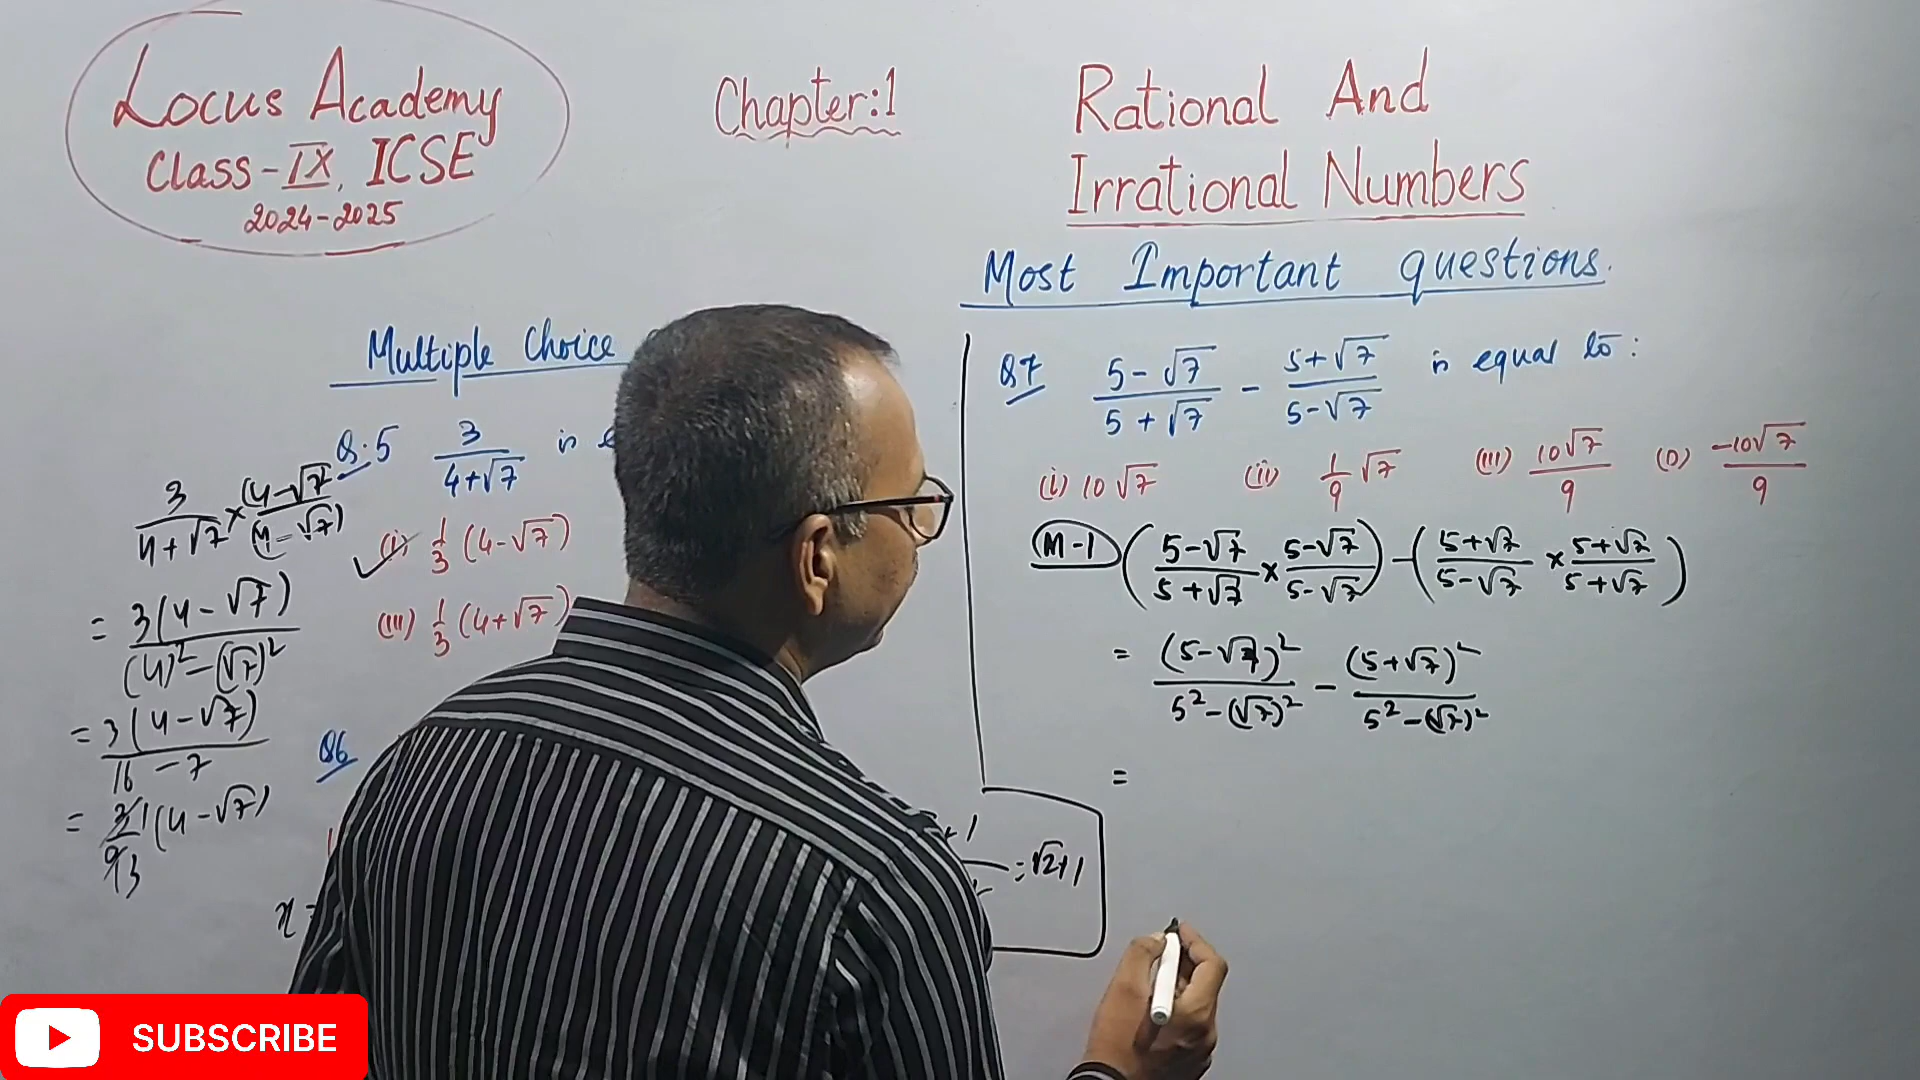 Locus Academy
Class-IX, ICSE
2024-2025
Chapter:1
Rational And
Irrational Numbers
Most Important questions.
Multiple Choice
Q.5 3/(4+√7) is
(i) 1/3 (4-√7)
(iii) 1/3 (4+√7)
3/(4+√7) × (4-√7)/(4-√7)
= 3(4-√7)/((4)²-(√7)²)
= 3(4-√7)/(16-7)
= 3/9 1/3 (4-√7)
Q6
x =
= √2+1
Q7 (5-√7)/(5+√7) - (5+√7)/(5-√7) is equal to:
(i) 10√7 (ii) 1/9 √7 (iii) 10√7/9 (D) -10√7/9
M-1 ((5-√7)/(5+√7) × (5-√7)/(5-√7)) - ((5+√7)/(5-√7) × (5+√7)/(5+√7))
= (5-√7)²/(5²-(√7)²) - (5+√7)²/(5²-(√7)²)
=
SUBSCRIBE